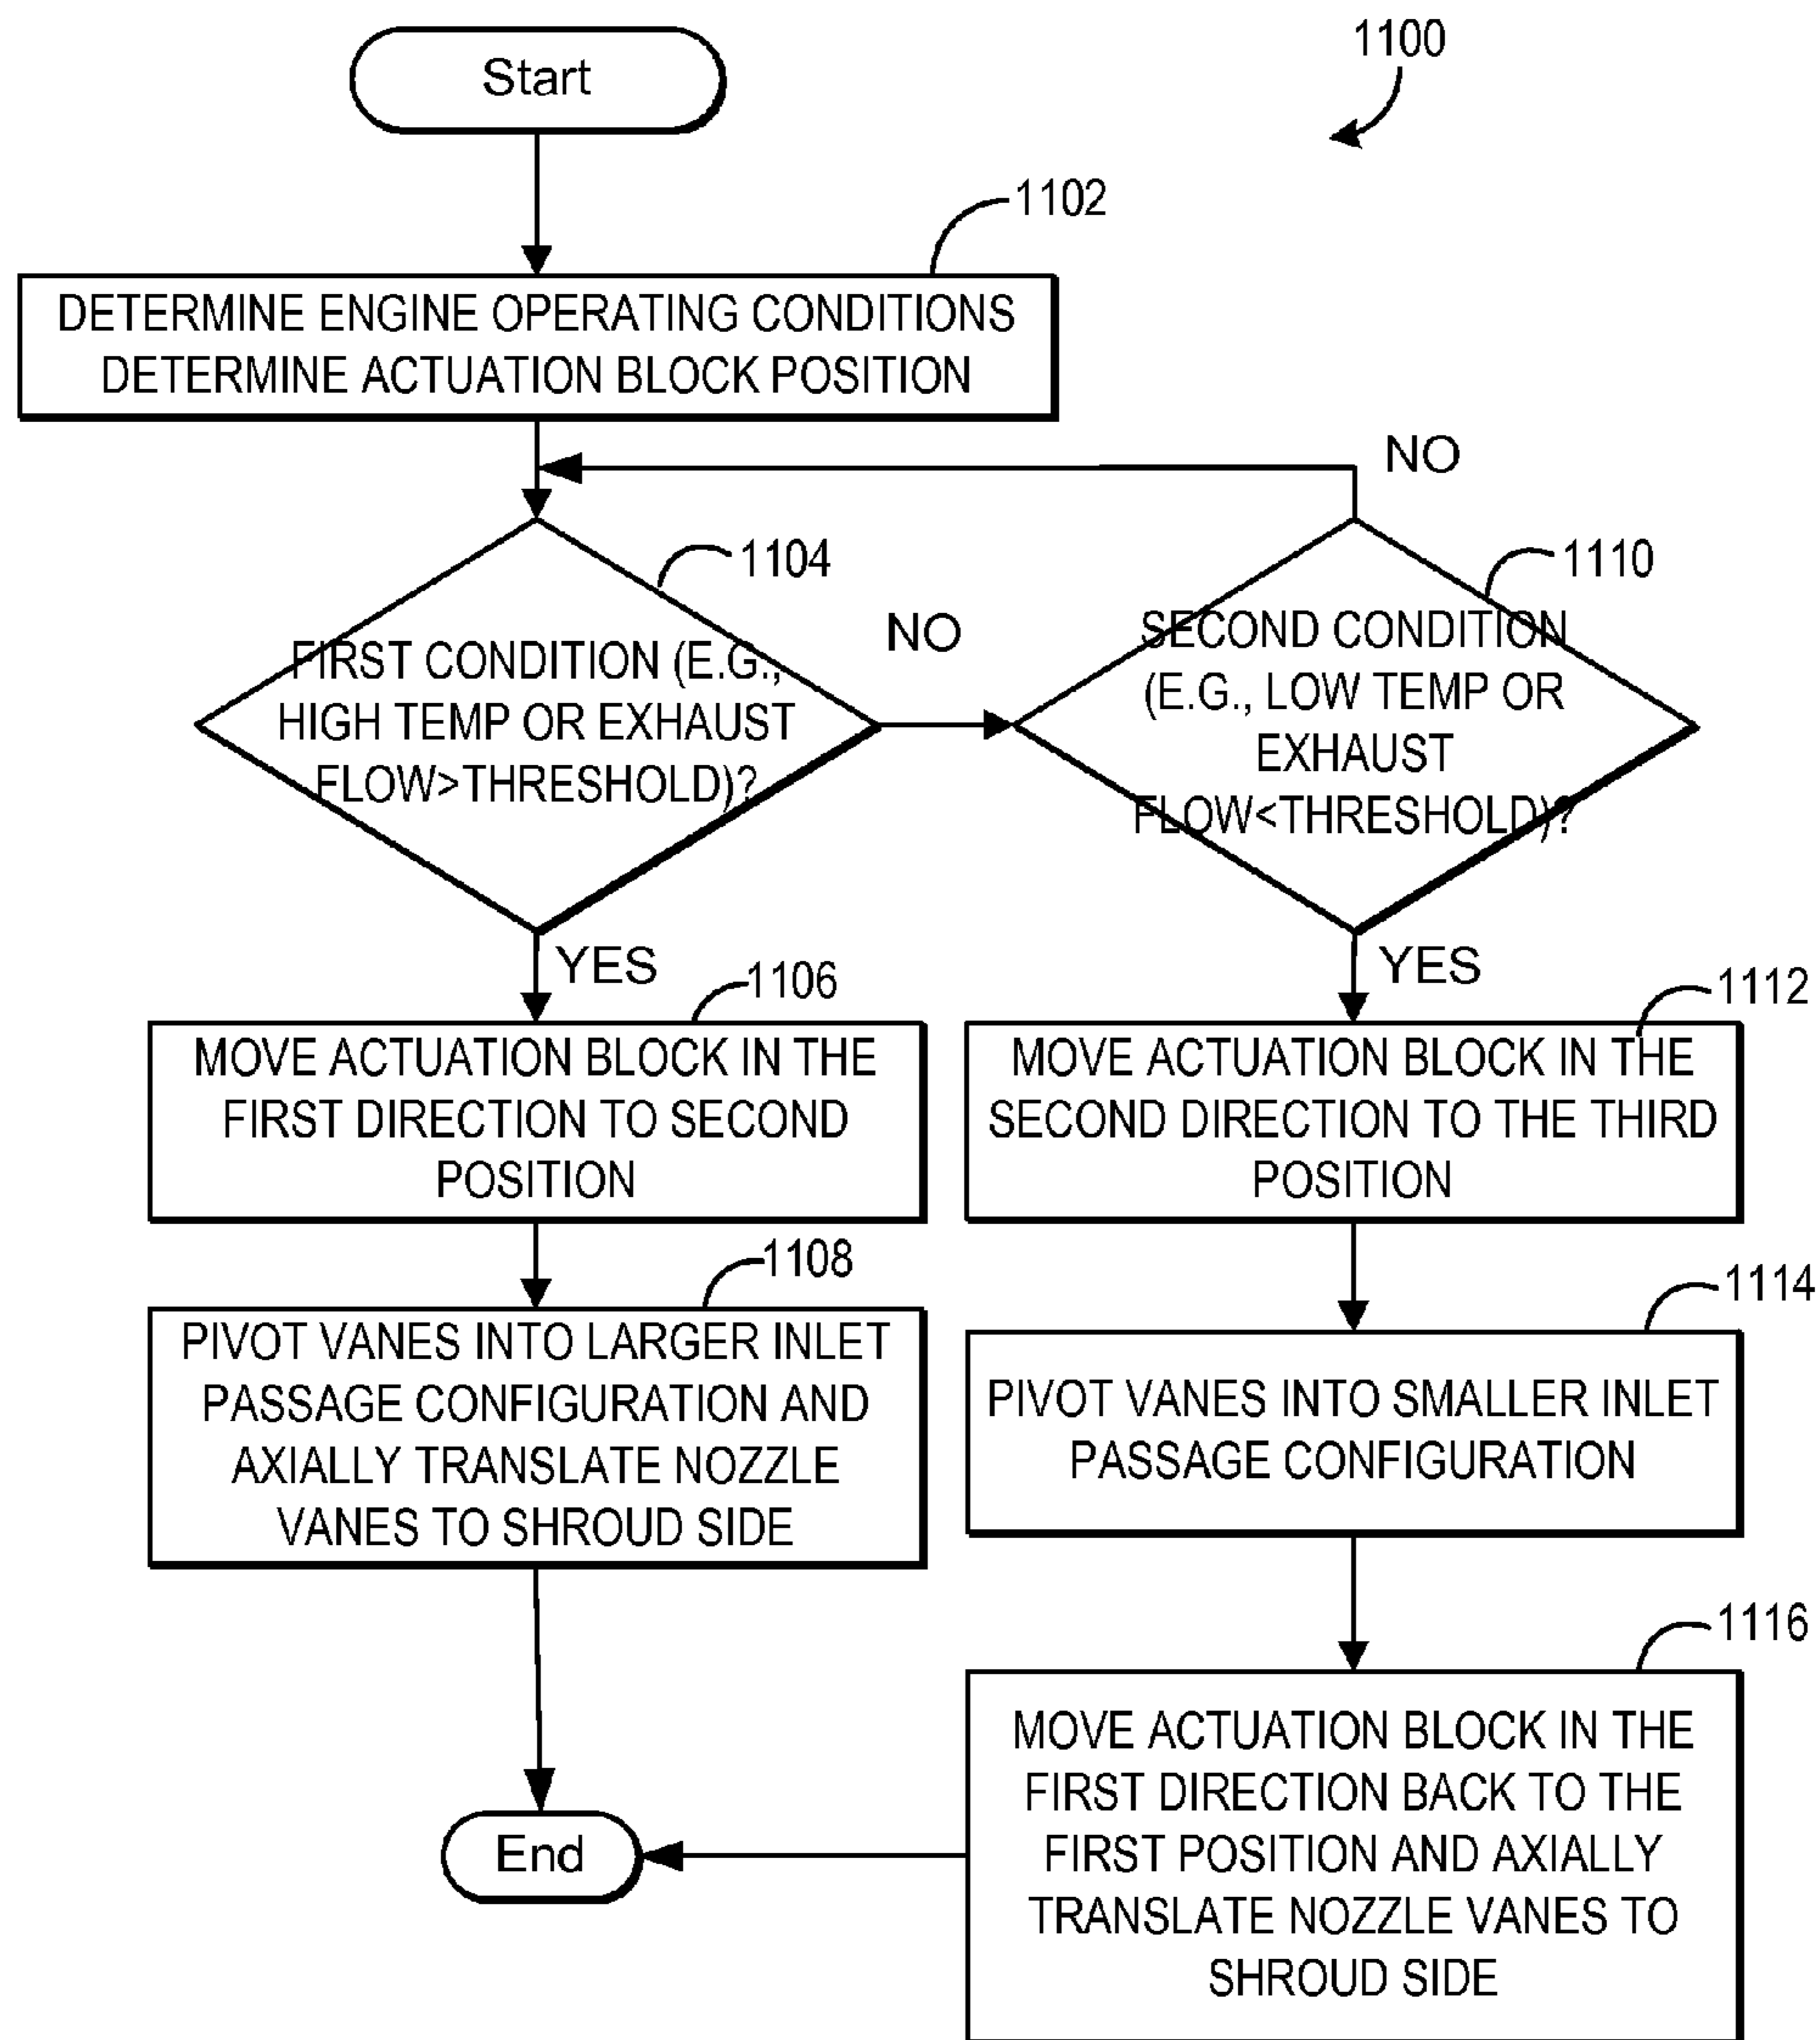 1100
Start
1102
DETERMINE ENGINE OPERATING CONDITIONS
DETERMINE ACTUATION BLOCK POSITION
NO
1104
FIRST CONDITION (E.G.,
HIGH TEMP OR EXHAUST
FLOW>THRESHOLD)?
NO
1110
SECOND CONDITION
(E.G., LOW TEMP OR
EXHAUST
FLOW<THRESHOLD)?
YES
1106
MOVE ACTUATION BLOCK IN THE
FIRST DIRECTION TO SECOND
POSITION
1108
PIVOT VANES INTO LARGER INLET
PASSAGE CONFIGURATION AND
AXIALLY TRANSLATE NOZZLE
VANES TO SHROUD SIDE
YES
1112
MOVE ACTUATION BLOCK IN THE
SECOND DIRECTION TO THE THIRD
POSITION
1114
PIVOT VANES INTO SMALLER INLET
PASSAGE CONFIGURATION
1116
MOVE ACTUATION BLOCK IN THE
FIRST DIRECTION BACK TO THE
FIRST POSITION AND AXIALLY
TRANSLATE NOZZLE VANES TO
SHROUD SIDE
End